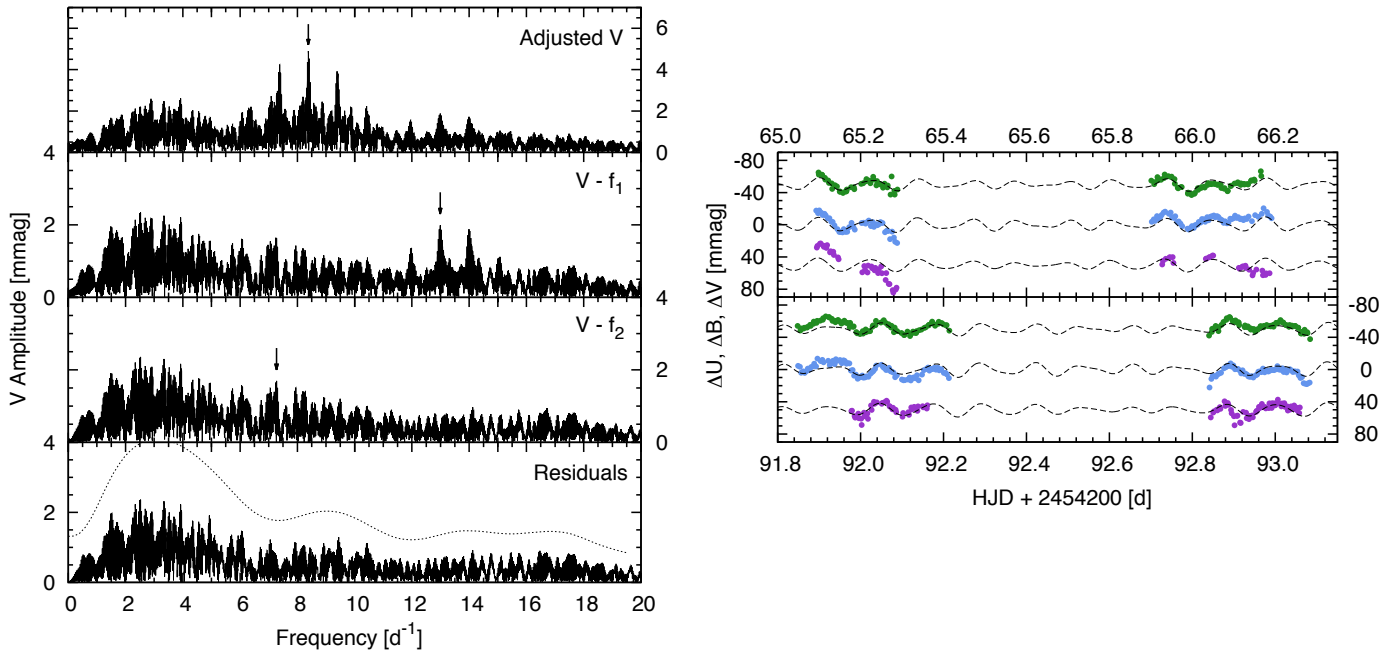 Adjusted V
6
4
2
0
6
4
2
0
V - f1
4
2
0
V - f2
4
2
0
Residuals
4
2
0
V Amplitude [mmag]
0 2 4 6 8 10 12 14 16 18 20
Frequency [d-1]
65.0 65.2 65.4 65.6 65.8 66.0 66.2
-80
-40
0
40
80
-80
-40
0
40
80
ΔU, ΔB, ΔV [mmag]
91.8 92.0 92.2 92.4 92.6 92.8 93.0
HJD + 2454200 [d]